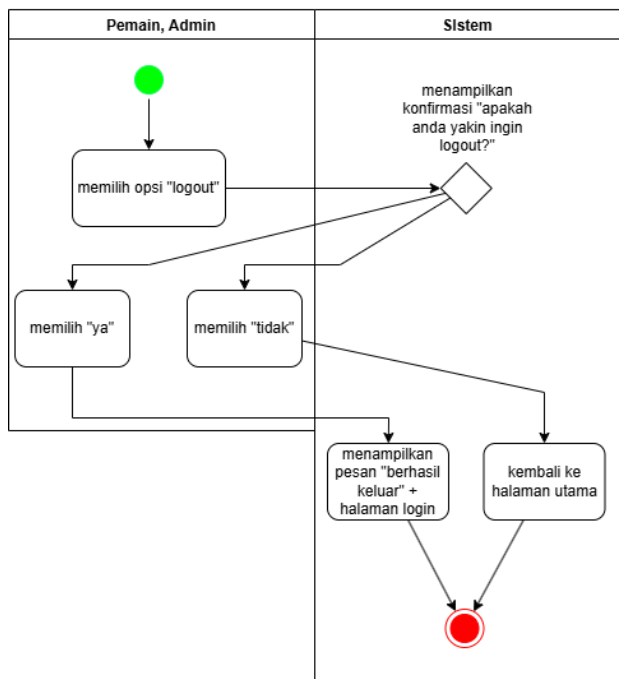 Pemain, Admin
SIstem
menampilkan
konfirmasi "apakah
anda yakin ingin
logout?"
memilih opsi "logout"
memilih "ya"
memilih "tidak"
menampilkan
pesan "berhasil
keluar" +
halaman login
kembali ke
halaman utama